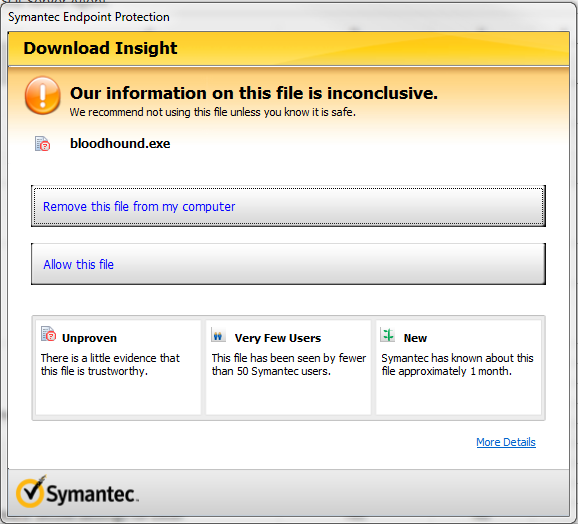 Symantec Endpoint Protection
Download Insight
Our information on this file is inconclusive.
We recommend not using this file unless you know it is safe.
bloodhound.exe
Remove this file from my computer
Allow this file
Unproven
There is a little evidence that
this file is trustworthy.
Very Few Users
This file has been seen by fewer
than 50 Symantec users.
New
Symantec has known about this
file approximately 1 month.
More Details
Symantec.